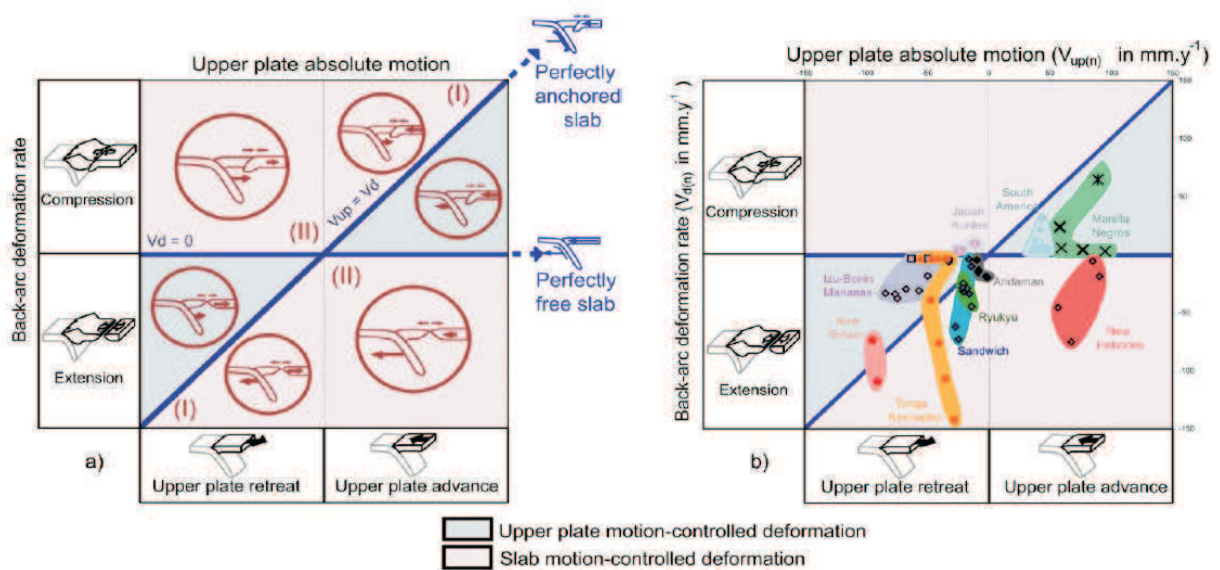 Upper plate absolute motion
Perfectly
anchored
slab
Back-arc deformation rate
Compression
Extension
(I)
Vup = Vd
Vd = 0
(II)
(II)
(I)
Perfectly
free slab
a)
Upper plate retreat
Upper plate advance
Upper plate absolute motion (Vup(n) in mm.y-1)
-150
-100
-50
0
50
100
150
Back-arc deformation rate (Vd(n) in mm.y-1)
Compression
Extension
100
50
0
-50
-100
-150
South
America
Japan
Kuriles
Manilla
Negros
Izu-Bonin
Marianas
Andaman
Ryukyu
New
Britain
Sandwich
New
Hebrides
Tonga
Kermadec
b)
Upper plate retreat
Upper plate advance
Upper plate motion-controlled deformation
Slab motion-controlled deformation